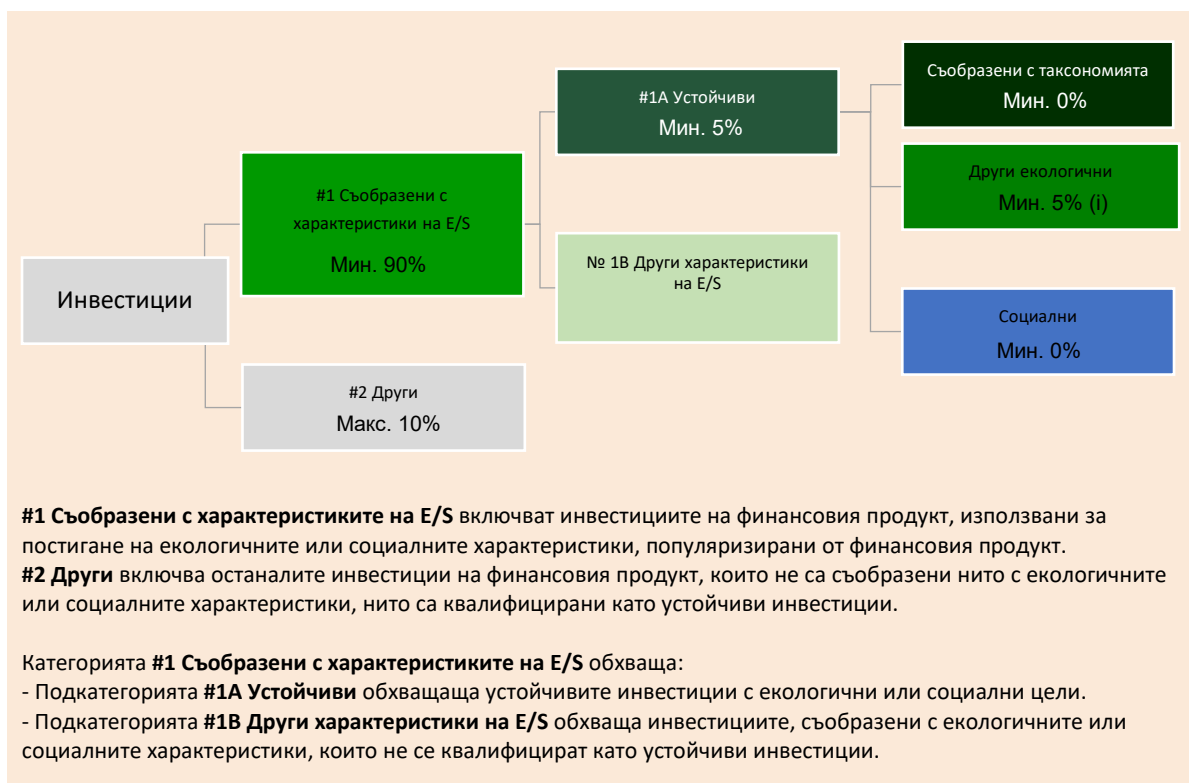 Инвестиции
#1 Съобразени с
характеристики на E/S
Мин. 90%
#2 Други
Макс. 10%
#1A Устойчиви
Мин. 5%
№ 1B Други характеристики
на E/S
Съобразени с таксономията
Мин. 0%
Други екологични
Мин. 5% (i)
Социални
Мин. 0%
#1 Съобразени с характеристиките на E/S включват инвестициите на финансовия продукт, използвани за
постигане на екологичните или социалните характеристики, популяризирани от финансовия продукт.
#2 Други включва останалите инвестиции на финансовия продукт, които не са съобразени нито с екологичните
или социалните характеристики, нито са квалифицирани като устойчиви инвестиции.
Категорията #1 Съобразени с характеристиките на E/S обхваща:
- Подкатегорията #1A Устойчиви обхващаща устойчивите инвестиции с екологични или социални цели.
- Подкатегорията #1B Други характеристики на E/S обхваща инвестициите, съобразени с екологичните или
социалните характеристики, които не се квалифицират като устойчиви инвестиции.